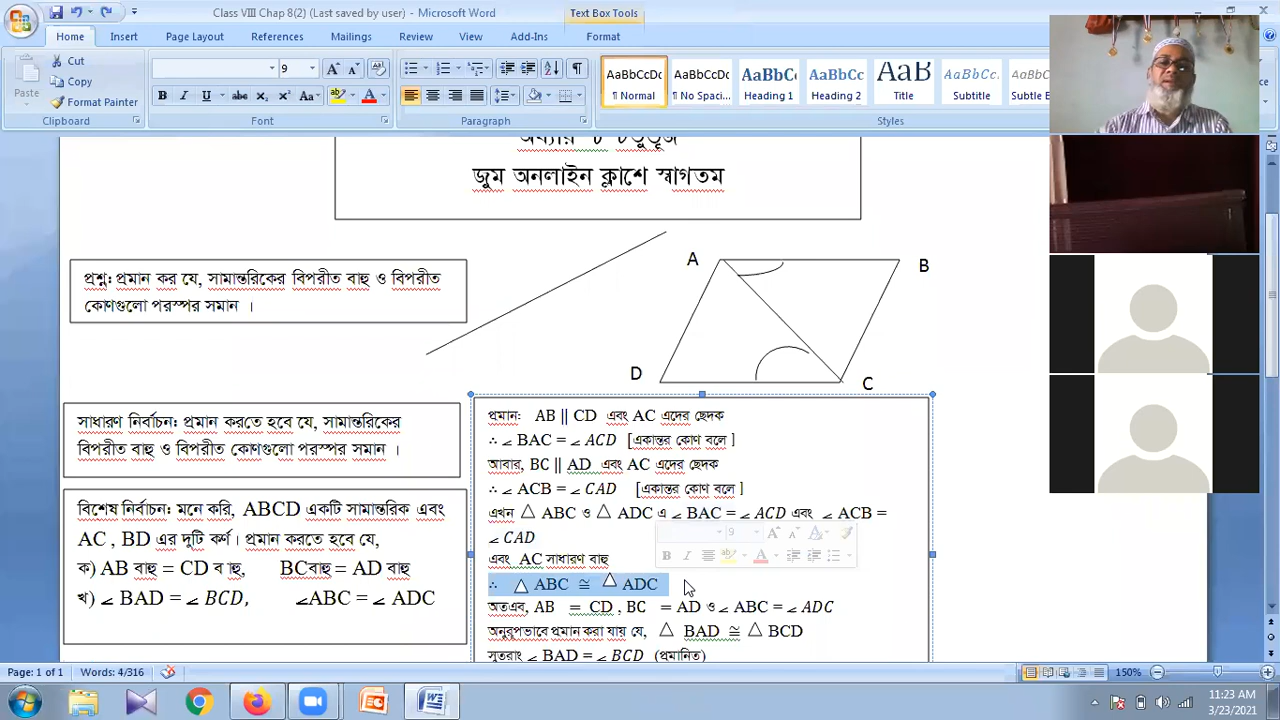 Class VIII Chap 8(2) (Last saved by user) - Microsoft Word
Text Box Tools
Home Insert Page Layout References Mailings Review View Add-Ins Format
Cut
Copy
Format Painter
Paste
9
AaBbCcDc AaBbCcDc AaBbCc AaBbCc AaB AaBbCcL
¶ Normal ¶ No Spaci... Heading 1 Heading 2 Title Subtitle
Clipboard Font Paragraph Styles
জুম অনলাইন ক্লাশে স্বাগতম
প্রশ্ন: প্রমান কর যে, সামান্তরিকের বিপরীত বাহু ও বিপরীত
কোণগুলো পরস্পর সমান ।
A B
D C
সাধারণ নির্বাচন: প্রমান করতে হবে যে, সামান্তরিকের
বিপরীত বাহু ও বিপরীত কোণগুলো পরস্পর সমান ।
বিশেষ নির্বাচন: মনে করি, ABCD একটি সামান্তরিক এবং
AC , BD এর দুটি কর্ণ। প্রমান করতে হবে যে,
ক) AB বাহু = CD বাহু, BCবাহু = AD বাহু
খ) ∠ BAD = ∠ BCD, ∠ABC = ∠ ADC
প্রমান: AB || CD এবং AC এদের ছেদক
∴ ∠ BAC = ∠ ACD [একান্তর কোণ বলে ]
আবার, BC || AD এবং AC এদের ছেদক
∴ ∠ ACB = ∠ CAD [একান্তর কোণ বলে ]
এখন △ ABC ও △ ADC এ ∠ BAC = ∠ ACD এবং ∠ ACB =
∠ CAD
এবং AC সাধারণ বাহু
∴ △ ABC ≅ △ ADC
অতএব, AB = CD , BC = AD ও ∠ ABC = ∠ ADC
অনুরূপভাবে প্রমান করা যায় যে, △ BAD ≅ △ BCD
সুতরাং ∠ BAD = ∠ BCD (প্রমানিত)
Page: 1 of 1 Words: 4/316 150%
11:23 AM
3/23/2021